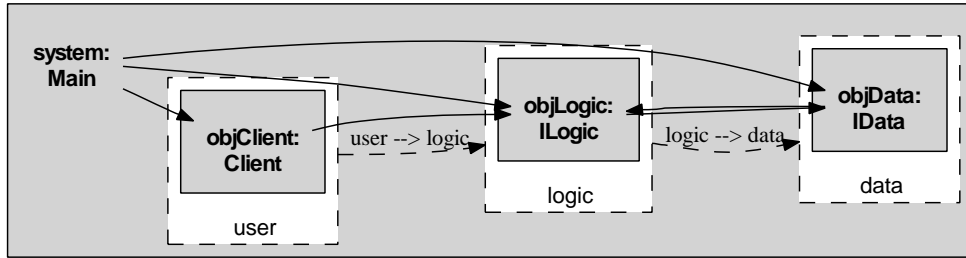 system:
Main
objClient:
Client
user
user --> logic
objLogic:
ILogic
logic
logic --> data
objData:
IData
data